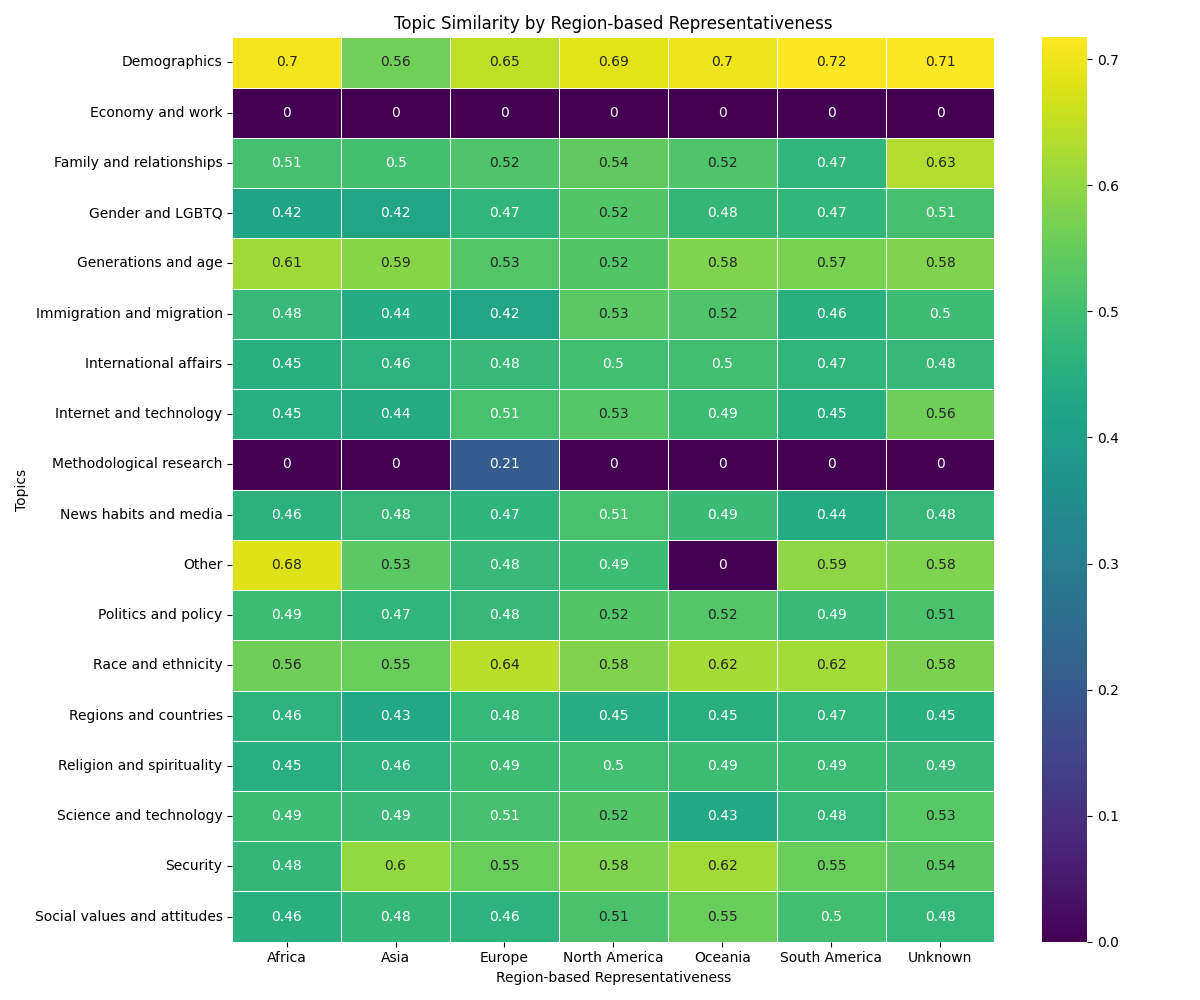 Topic Similarity by Region-based Representativeness
Demographics 0.7 0.56 0.65 0.69 0.7 0.72 0.71
Economy and work 0 0 0 0 0 0 0
Family and relationships 0.51 0.5 0.52 0.54 0.52 0.47 0.63
Gender and LGBTQ 0.42 0.42 0.47 0.52 0.48 0.47 0.51
Generations and age 0.61 0.59 0.53 0.52 0.58 0.57 0.58
Immigration and migration 0.48 0.44 0.42 0.53 0.52 0.46 0.5
International affairs 0.45 0.46 0.48 0.5 0.5 0.47 0.48
Internet and technology 0.45 0.44 0.51 0.53 0.49 0.45 0.56
Methodological research 0 0 0.21 0 0 0 0
News habits and media 0.46 0.48 0.47 0.51 0.49 0.44 0.48
Other 0.68 0.53 0.48 0.49 0 0.59 0.58
Politics and policy 0.49 0.47 0.48 0.52 0.52 0.49 0.51
Race and ethnicity 0.56 0.55 0.64 0.58 0.62 0.62 0.58
Regions and countries 0.46 0.43 0.48 0.45 0.45 0.47 0.45
Religion and spirituality 0.45 0.46 0.49 0.5 0.49 0.49 0.49
Science and technology 0.49 0.49 0.51 0.52 0.43 0.48 0.53
Security 0.48 0.6 0.55 0.58 0.62 0.55 0.54
Social values and attitudes 0.46 0.48 0.46 0.51 0.55 0.5 0.48
Africa Asia Europe North America Oceania South America Unknown
Region-based Representativeness
Topics
0.7
0.6
0.5
0.4
0.3
0.2
0.1
0.0